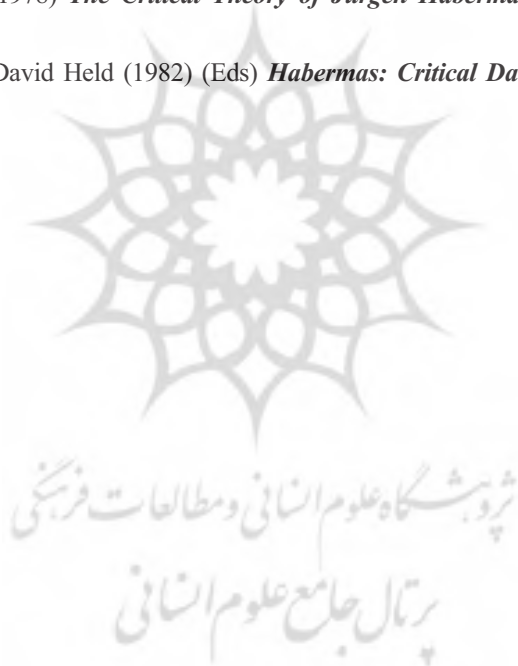 1978) The Critical Theory of Jürgen Haberma
David Held (1982) (Eds) Habermas: Critical Da
پژوهشگاه علوم انسانی و مطالعات فرهنگی
پرتال جامع علوم انسانی